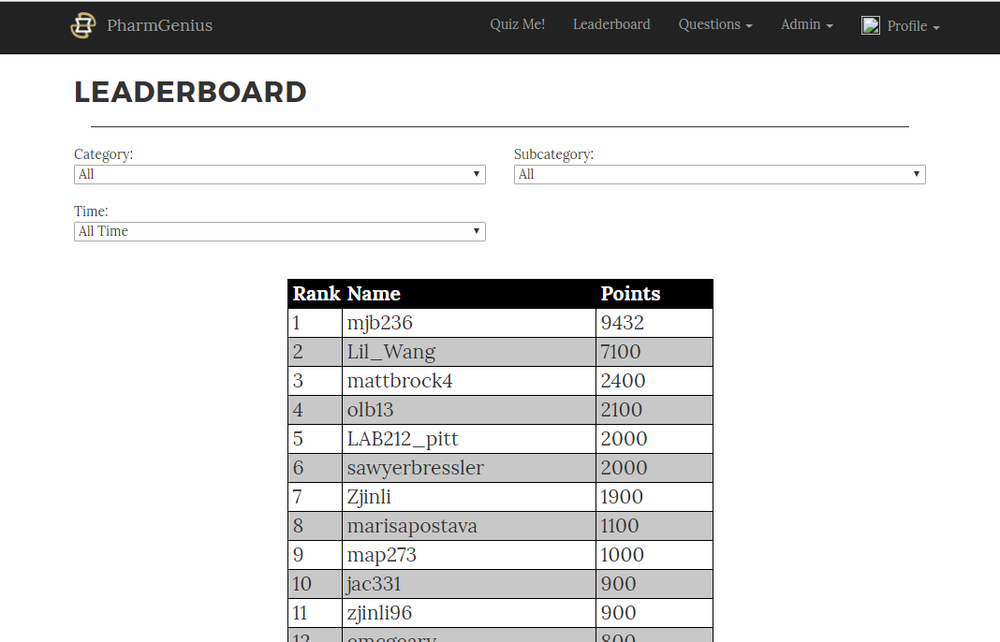 PharmGenius Quiz Me! Leaderboard Questions Admin Profile
LEADERBOARD
Category: Subcategory:
All All
Time:
All Time
Rank Name Points
1 mjb236 9432
2 Lil_Wang 7100
3 mattbrock4 2400
4 olb13 2100
5 LAB212_pitt 2000
6 sawyerbressler 2000
7 Zjinli 1900
8 marisapostava 1100
9 map273 1000
10 jac331 900
11 zjinli96 900
12 800